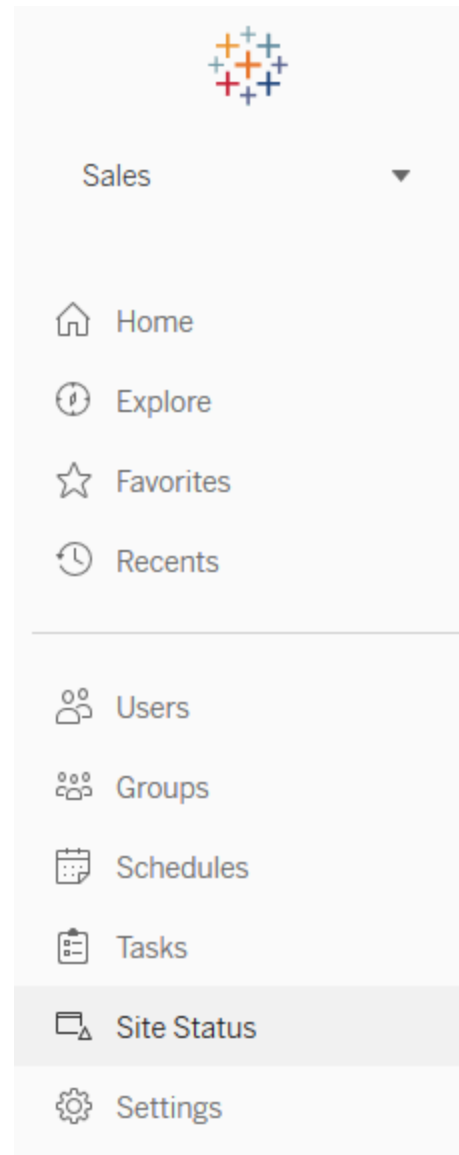 Sales
Home
Explore
Favorites
Recents
Users
Groups
Schedules
Tasks
Site Status
Settings